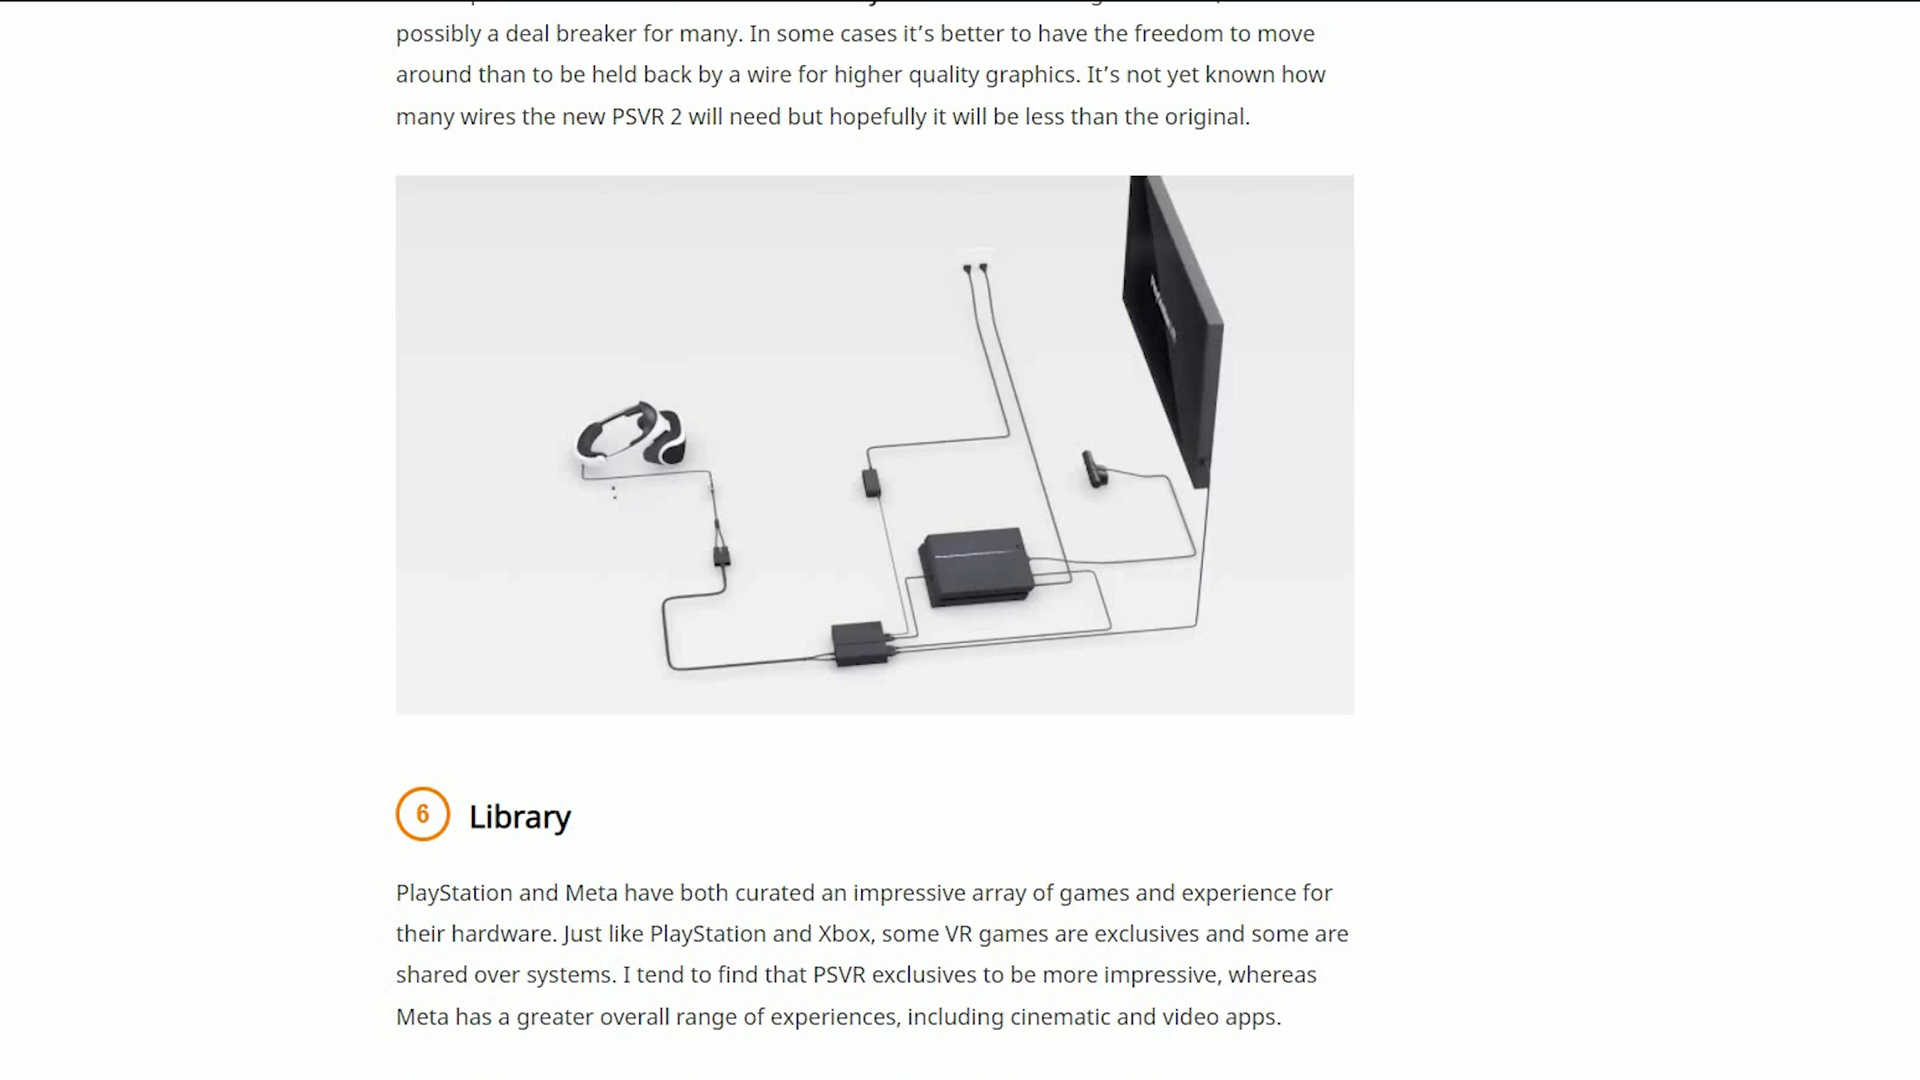 possibly a deal breaker for many. In some cases it’s better to have the freedom to move
around than to be held back by a wire for higher quality graphics. It’s not yet known how
many wires the new PSVR 2 will need but hopefully it will be less than the original.
6 Library
PlayStation and Meta have both curated an impressive array of games and experience for
their hardware. Just like PlayStation and Xbox, some VR games are exclusives and some are
shared over systems. I tend to find that PSVR exclusives to be more impressive, whereas
Meta has a greater overall range of experiences, including cinematic and video apps.